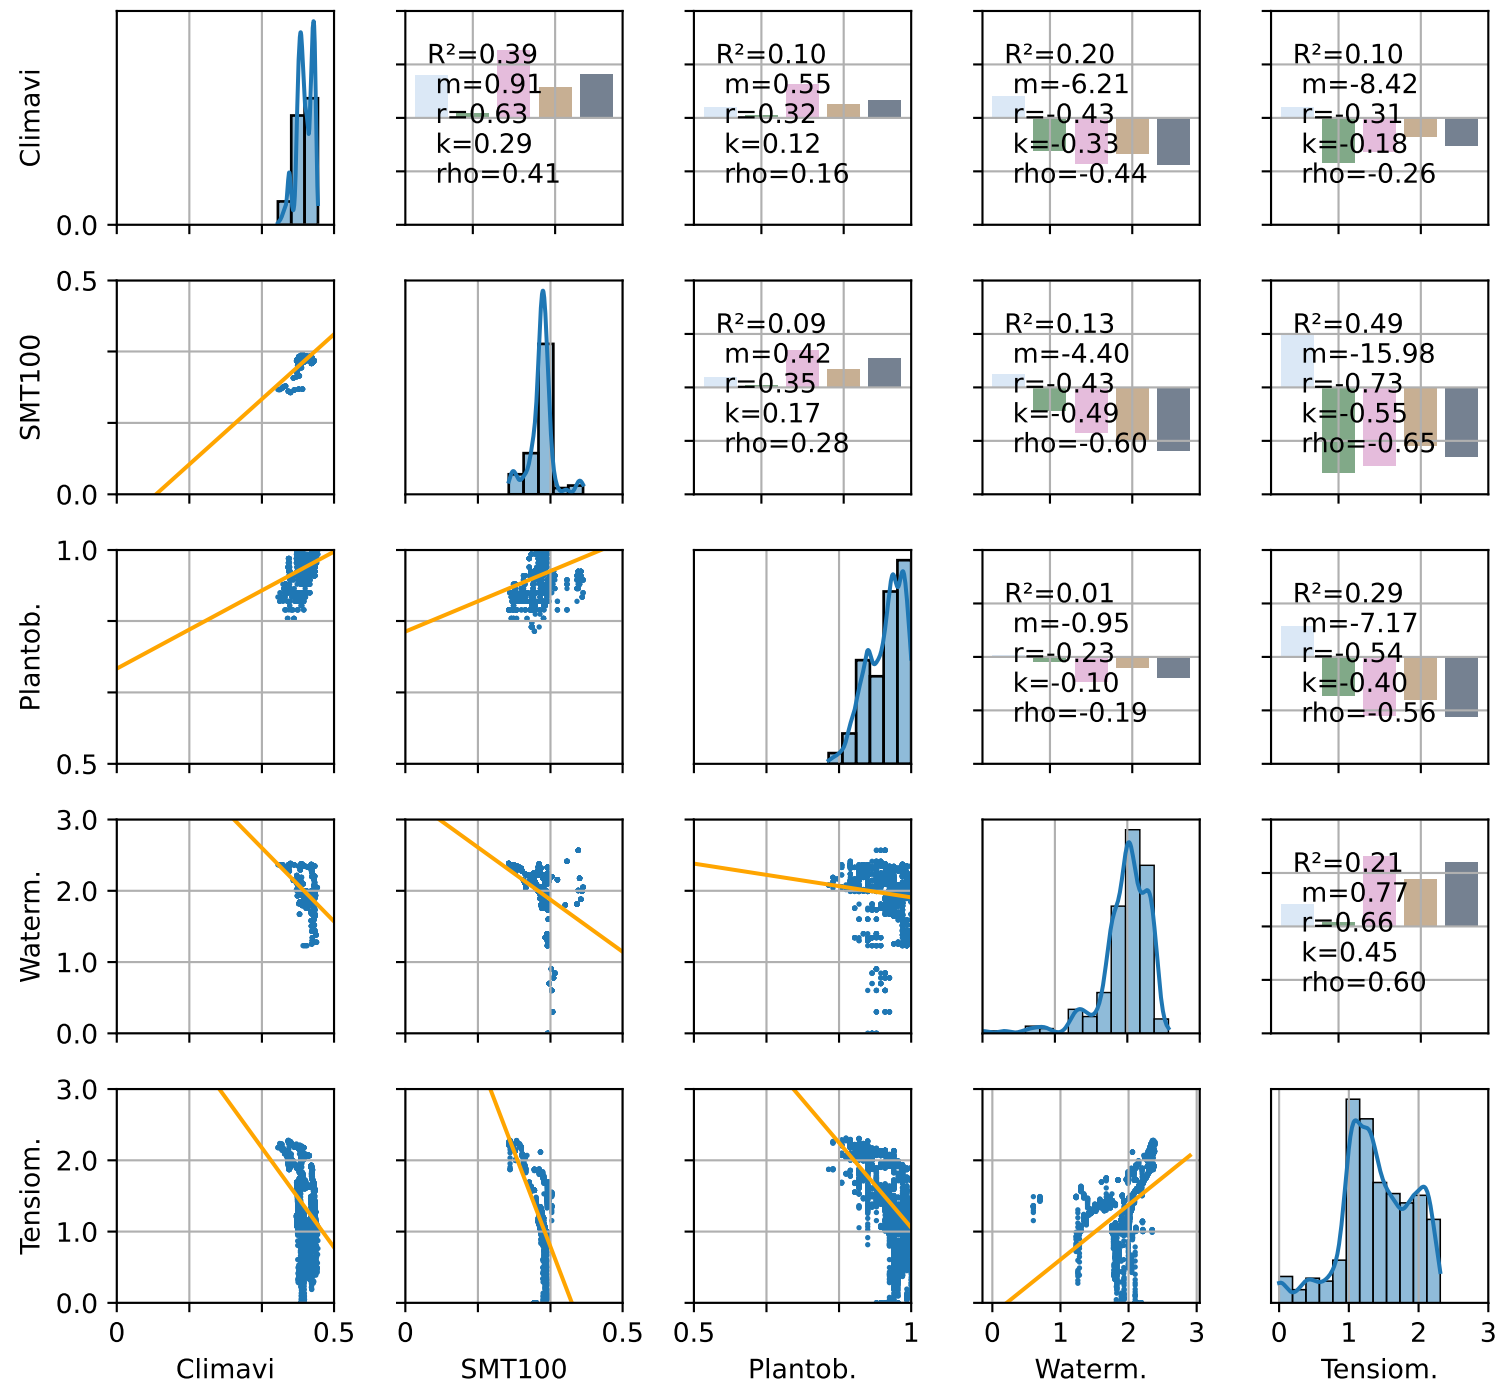 Climavi
R²=0.39
m=0.91
r=0.63
k=0.29
rho=0.41
R²=0.10
m=0.55
r=0.32
k=0.12
rho=0.16
R²=0.20
m=-6.21
r=-0.43
k=-0.33
rho=-0.44
R²=0.10
m=-8.42
r=-0.31
k=-0.18
rho=-0.26
0.0
SMT100
0.5
0.0
R²=0.09
m=0.42
r=0.35
k=0.17
rho=0.28
R²=0.13
m=-4.40
r=-0.43
k=-0.49
rho=-0.60
R²=0.49
m=-15.98
r=-0.73
k=-0.55
rho=-0.65
Plantob.
1.0
0.5
R²=0.01
m=-0.95
r=-0.23
k=-0.10
rho=-0.19
R²=0.29
m=-7.17
r=-0.54
k=-0.40
rho=-0.56
Waterm.
3.0
2.0
1.0
0.0
R²=0.21
m=0.77
r=0.66
k=0.45
rho=0.60
Tensiom.
3.0
2.0
1.0
0.0
0 0.5 0 0.5 0.5 1 0 1 2 3 0 1 2 3
Climavi SMT100 Plantob. Waterm. Tensiom.